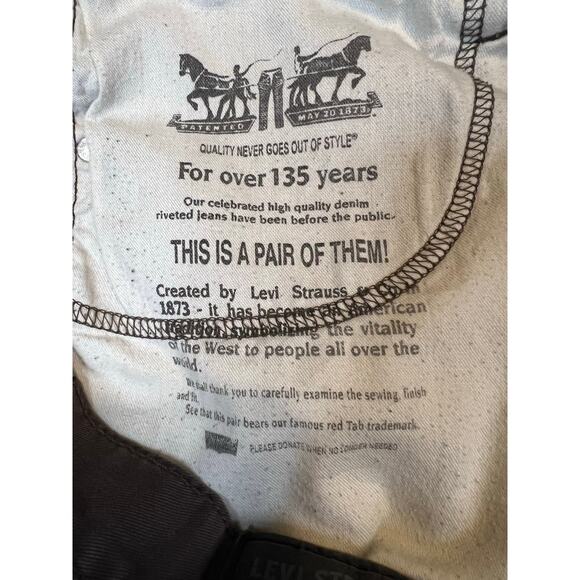 PATENTED MAY 20 1873
QUALITY NEVER GOES OUT OF STYLE®
For over 135 years
Our celebrated high quality denim
riveted jeans have been before the public.
THIS IS A PAIR OF THEM!
Created by Levi Strauss & Co. in
1873 - it has become an American
symbolizing the vitality
of the West to people all over the
world.
We shall thank you to carefully examine the sewing, finish
and fit.
See that this pair bears our famous red Tab trademark.
PLEASE DONATE WHEN NO LONGER NEEDED
LEVI STR